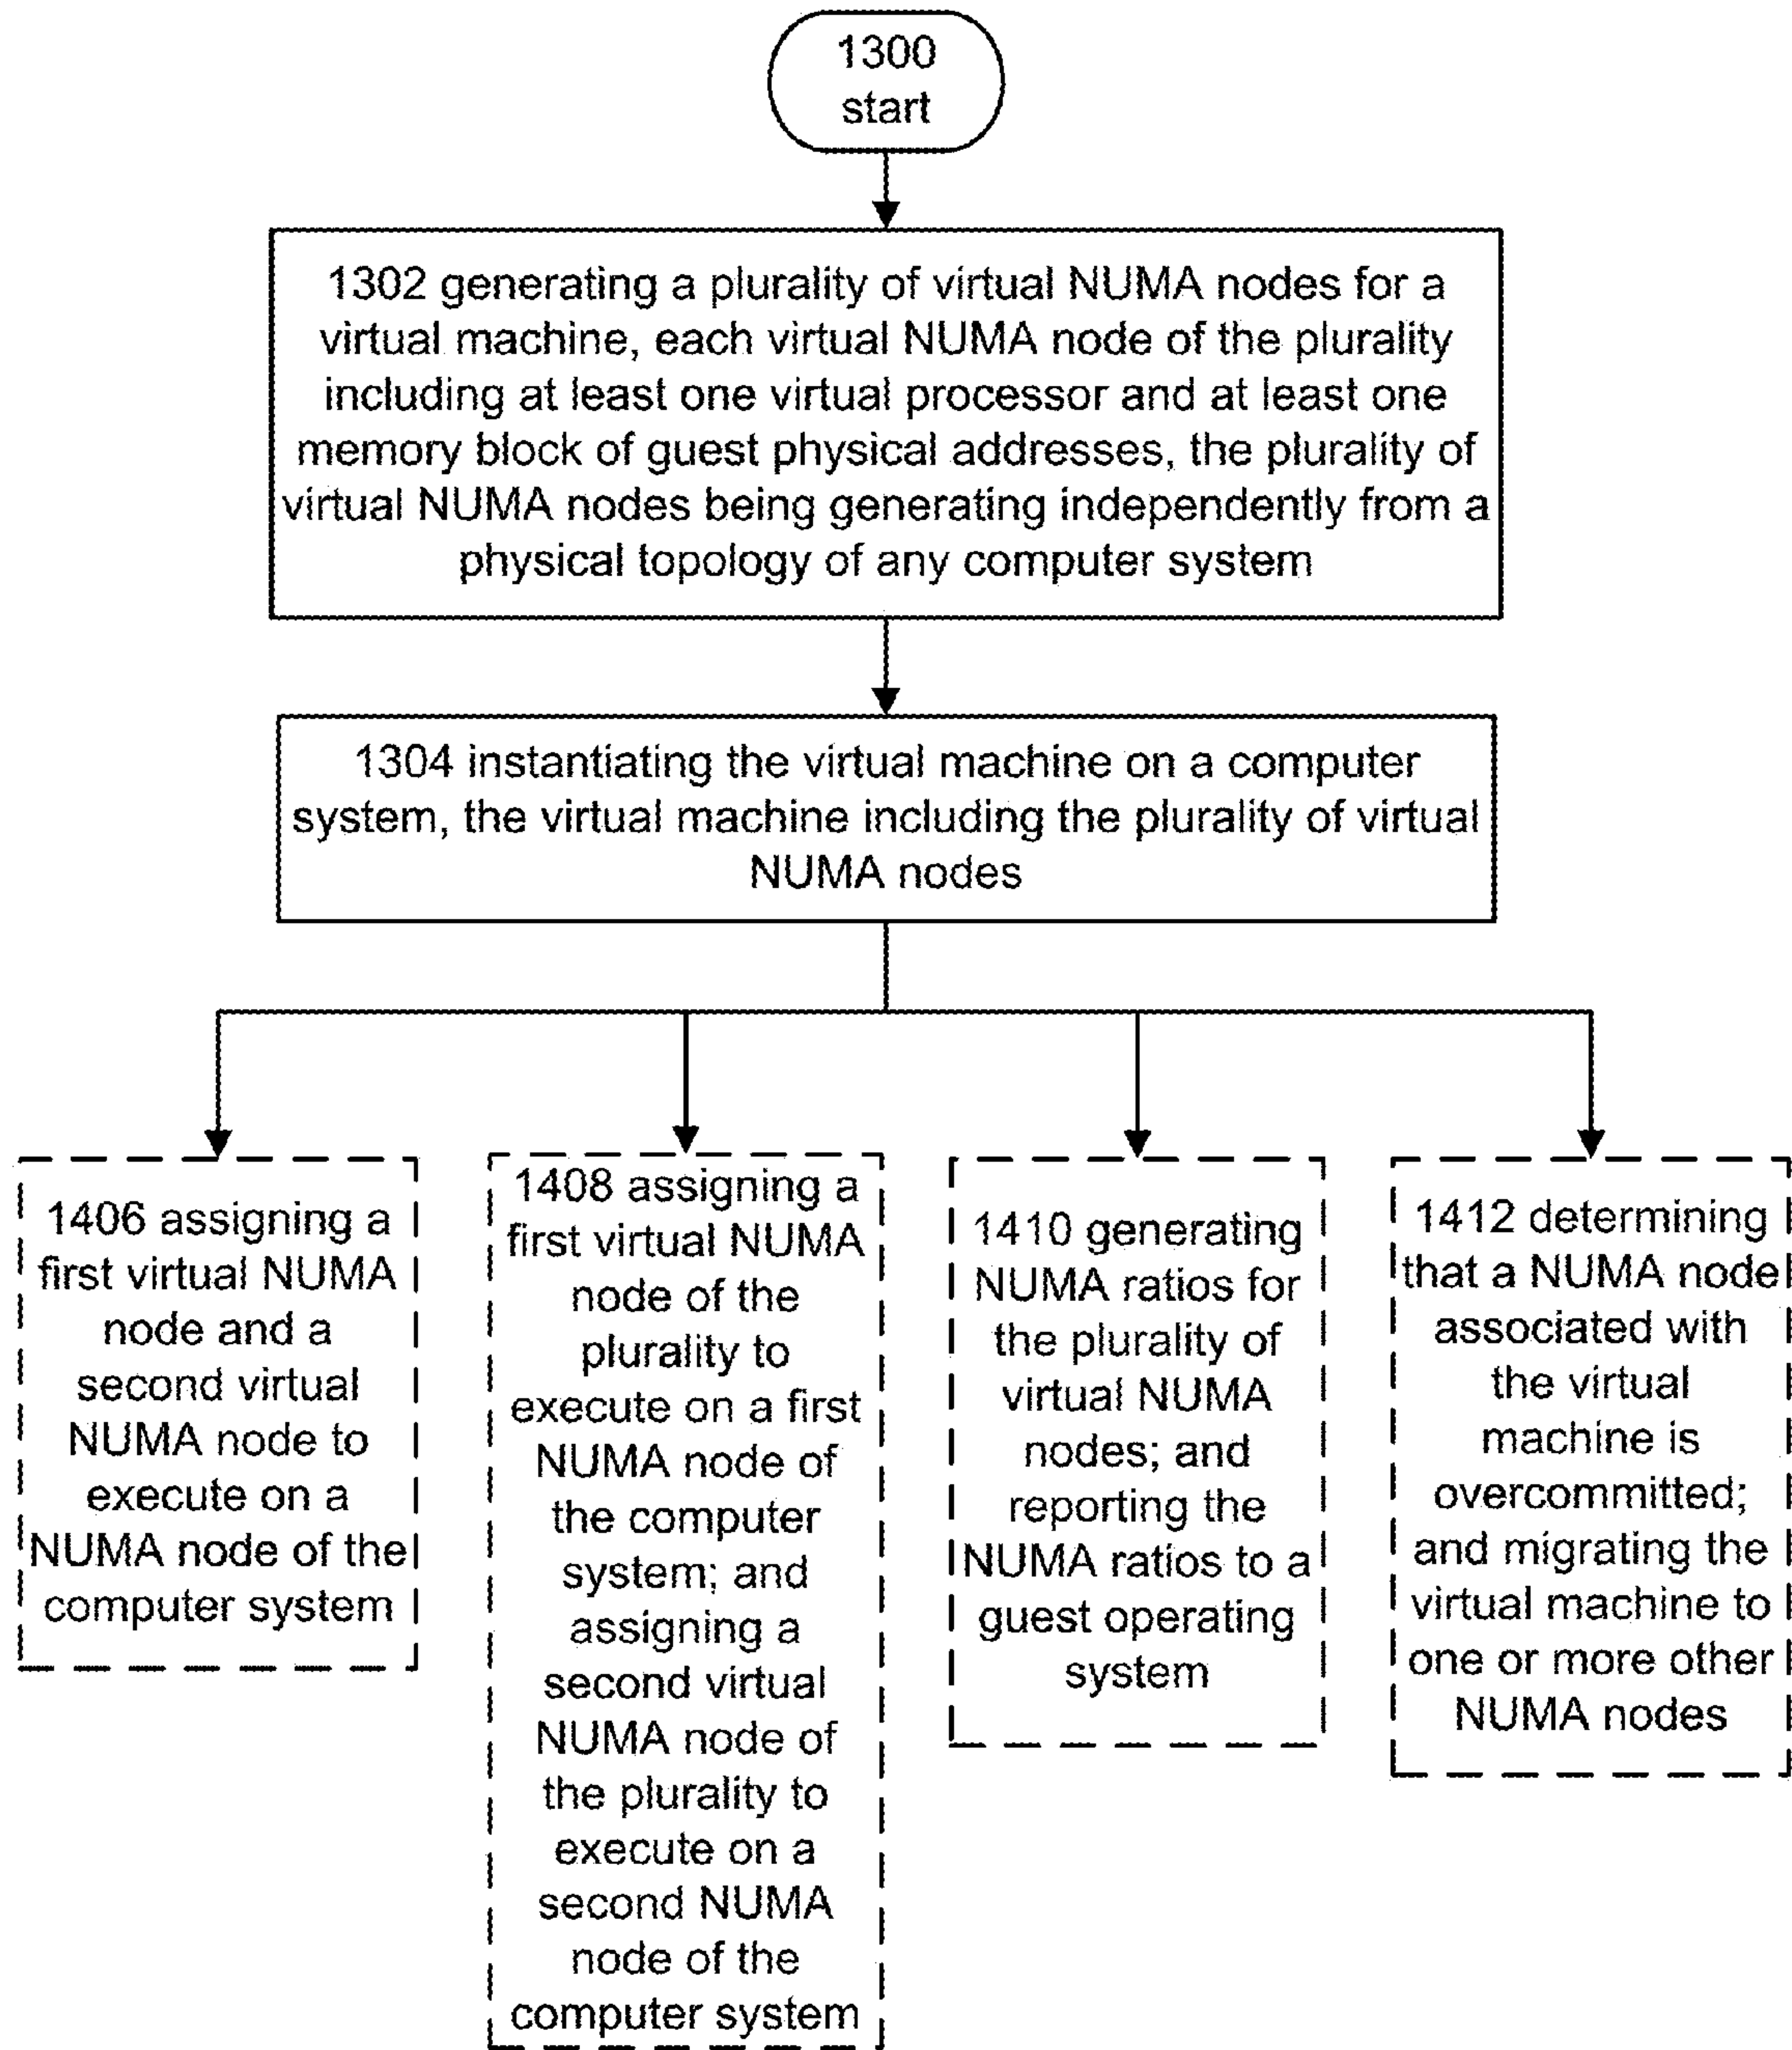 1300
start
1302 generating a plurality of virtual NUMA nodes for a
virtual machine, each virtual NUMA node of the plurality
including at least one virtual processor and at least one
memory block of guest physical addresses, the plurality of
virtual NUMA nodes being generating independently from a
physical topology of any computer system
1304 instantiating the virtual machine on a computer
system, the virtual machine including the plurality of virtual
NUMA nodes
1406 assigning a
first virtual NUMA
node and a
second virtual
NUMA node to
execute on a
NUMA node of the
computer system
1408 assigning a
first virtual NUMA
node of the
plurality to
execute on a first
NUMA node of
the computer
system; and
assigning a
second virtual
NUMA node of
the plurality to
execute on a
second NUMA
node of the
computer system
1410 generating
NUMA ratios for
the plurality of
virtual NUMA
nodes; and
reporting the
NUMA ratios to a
guest operating
system
1412 determining
that a NUMA node
associated with
the virtual
machine is
overcommitted;
and migrating the
virtual machine to
one or more other
NUMA nodes